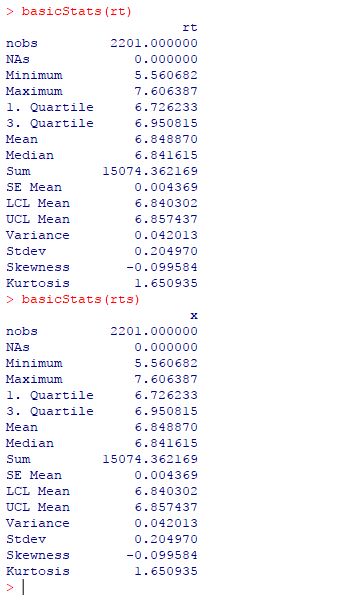 > basicStats(rt)
rt
nobs 2201.000000
NAs 0.000000
Minimum 5.560682
Maximum 7.606387
1. Quartile 6.726233
3. Quartile 6.950815
Mean 6.848870
Median 6.841615
Sum 15074.362169
SE Mean 0.004369
LCL Mean 6.840302
UCL Mean 6.857437
Variance 0.042013
Stdev 0.204970
Skewness -0.099584
Kurtosis 1.650935
> basicStats(rts)
x
nobs 2201.000000
NAs 0.000000
Minimum 5.560682
Maximum 7.606387
1. Quartile 6.726233
3. Quartile 6.950815
Mean 6.848870
Median 6.841615
Sum 15074.362169
SE Mean 0.004369
LCL Mean 6.840302
UCL Mean 6.857437
Variance 0.042013
Stdev 0.204970
Skewness -0.099584
Kurtosis 1.650935
>